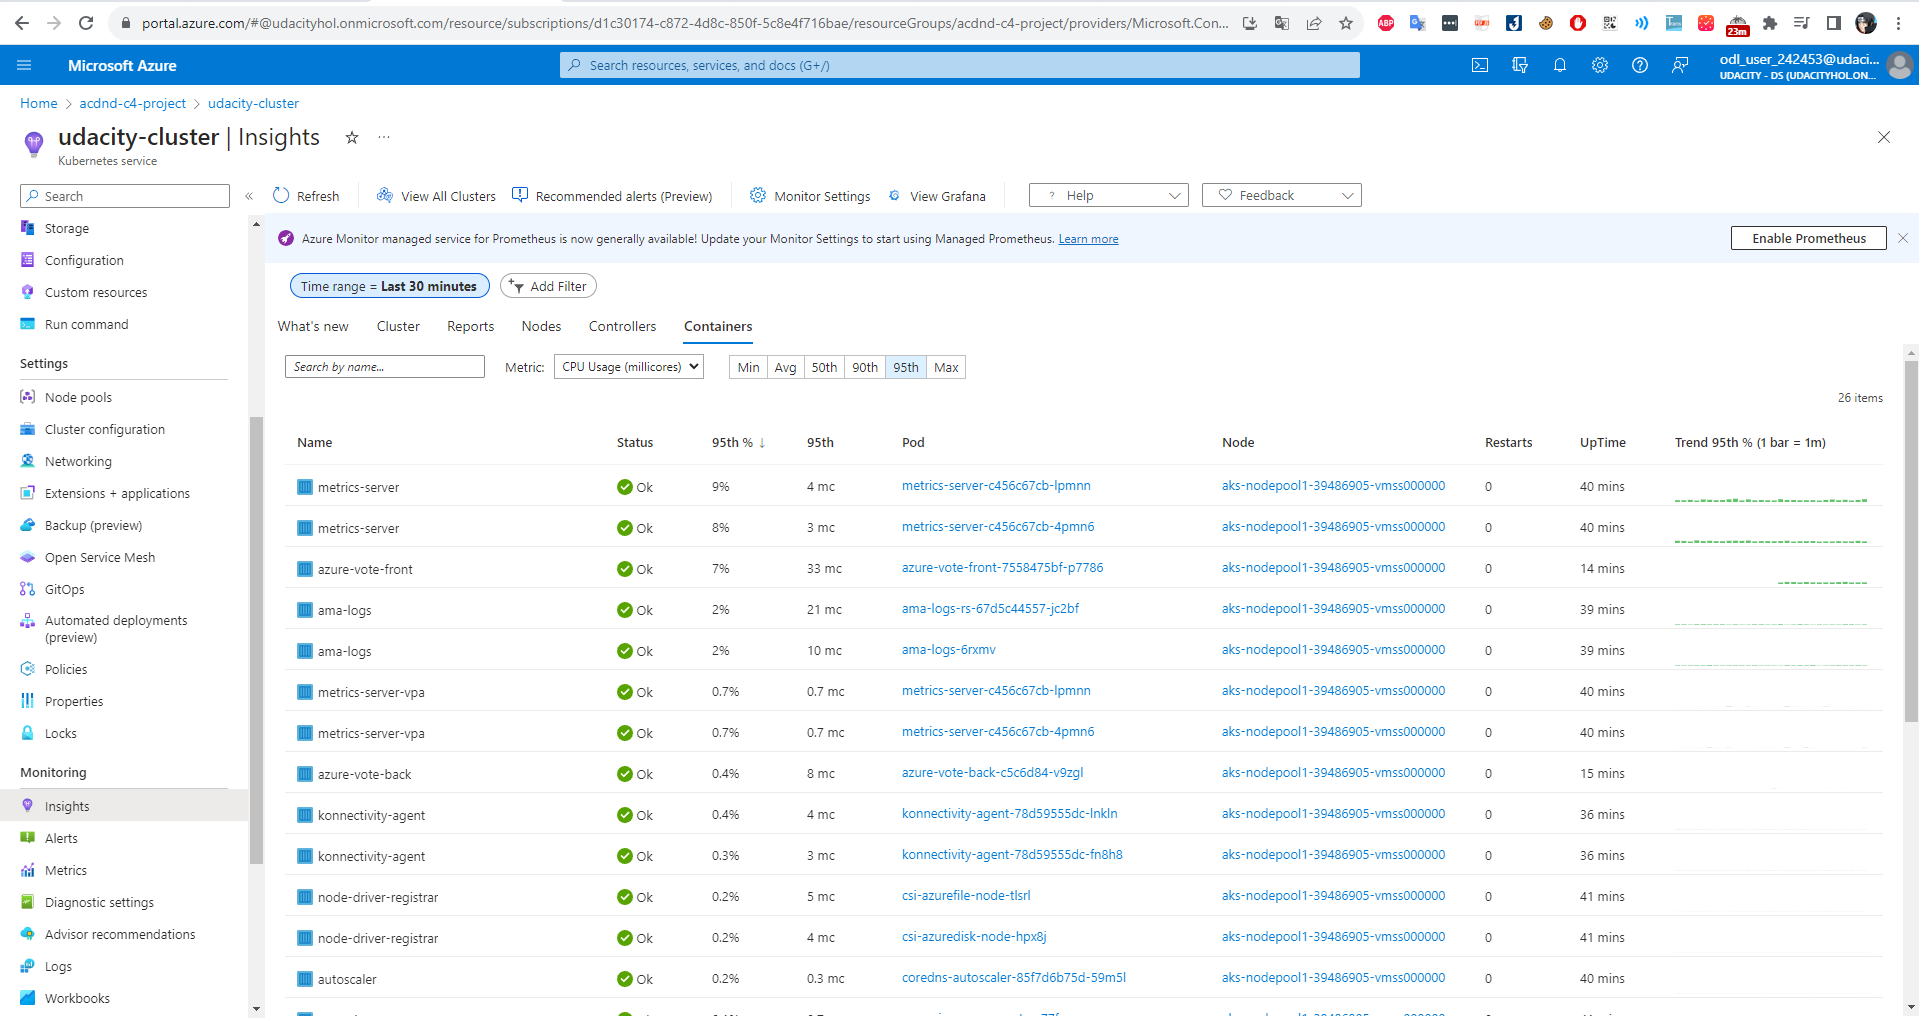 portal.azure.com/#@udacityhol.onmicrosoft.com/resource/subscriptions/d1c30174-c872-4d8c-850f-5c8e4f716bae/resourceGroups/acdnd-c4-project/providers/Microsoft.Con...
23m
Microsoft Azure
Search resources, services, and docs (G+/)
odl_user_242453@udaci...
UDACITY - DS (UDACITYHOL.ON...
Home > acdnd-c4-project > udacity-cluster
udacity-cluster | Insights
Kubernetes service
Search
Refresh
View All Clusters
Recommended alerts (Preview)
Monitor Settings
View Grafana
Help
Feedback
Azure Monitor managed service for Prometheus is now generally available! Update your Monitor Settings to start using Managed Prometheus. Learn more
Enable Prometheus
Storage
Configuration
Custom resources
Run command
Settings
Node pools
Cluster configuration
Networking
Extensions + applications
Backup (preview)
Open Service Mesh
GitOps
Automated deployments
(preview)
Policies
Properties
Locks
Monitoring
Insights
Alerts
Metrics
Diagnostic settings
Advisor recommendations
Logs
Workbooks
Time range = Last 30 minutes
Add Filter
What's new Cluster Reports Nodes Controllers Containers
Search by name...
Metric: CPU Usage (millicores)
Min Avg 50th 90th 95th Max
26 items
Name Status 95th % ↓ 95th Pod Node Restarts UpTime Trend 95th % (1 bar = 1m)
metrics-server Ok 9% 4 mc metrics-server-c456c67cb-lpmnn aks-nodepool1-39486905-vmss000000 0 40 mins
metrics-server Ok 8% 3 mc metrics-server-c456c67cb-4pmn6 aks-nodepool1-39486905-vmss000000 0 40 mins
azure-vote-front Ok 7% 33 mc azure-vote-front-7558475bf-p7786 aks-nodepool1-39486905-vmss000000 0 14 mins
ama-logs Ok 2% 21 mc ama-logs-rs-67d5c44557-jc2bf aks-nodepool1-39486905-vmss000000 0 39 mins
ama-logs Ok 2% 10 mc ama-logs-6rxmv aks-nodepool1-39486905-vmss000000 0 39 mins
metrics-server-vpa Ok 0.7% 0.7 mc metrics-server-c456c67cb-lpmnn aks-nodepool1-39486905-vmss000000 0 40 mins
metrics-server-vpa Ok 0.7% 0.7 mc metrics-server-c456c67cb-4pmn6 aks-nodepool1-39486905-vmss000000 0 40 mins
azure-vote-back Ok 0.4% 8 mc azure-vote-back-c5c6d84-v9zgl aks-nodepool1-39486905-vmss000000 0 15 mins
konnectivity-agent Ok 0.4% 4 mc konnectivity-agent-78d59555dc-lnkln aks-nodepool1-39486905-vmss000000 0 36 mins
konnectivity-agent Ok 0.3% 3 mc konnectivity-agent-78d59555dc-fn8h8 aks-nodepool1-39486905-vmss000000 0 36 mins
node-driver-registrar Ok 0.2% 5 mc csi-azurefile-node-tlsrl aks-nodepool1-39486905-vmss000000 0 41 mins
node-driver-registrar Ok 0.2% 4 mc csi-azuredisk-node-hpx8j aks-nodepool1-39486905-vmss000000 0 41 mins
autoscaler Ok 0.2% 0.3 mc coredns-autoscaler-85f7d6b75d-59m5l aks-nodepool1-39486905-vmss000000 0 40 mins